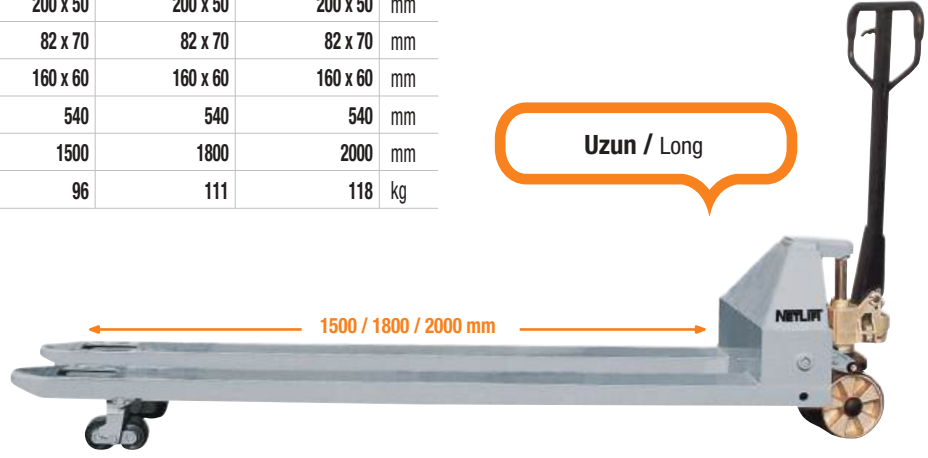 200 x 50 200 x 50 200 x 50 mm
82 x 70 82 x 70 82 x 70 mm
160 x 60 160 x 60 160 x 60 mm
540 540 540 mm
1500 1800 2000 mm
96 111 118 kg
Uzun / Long
1500 / 1800 / 2000 mm
NETLIFT